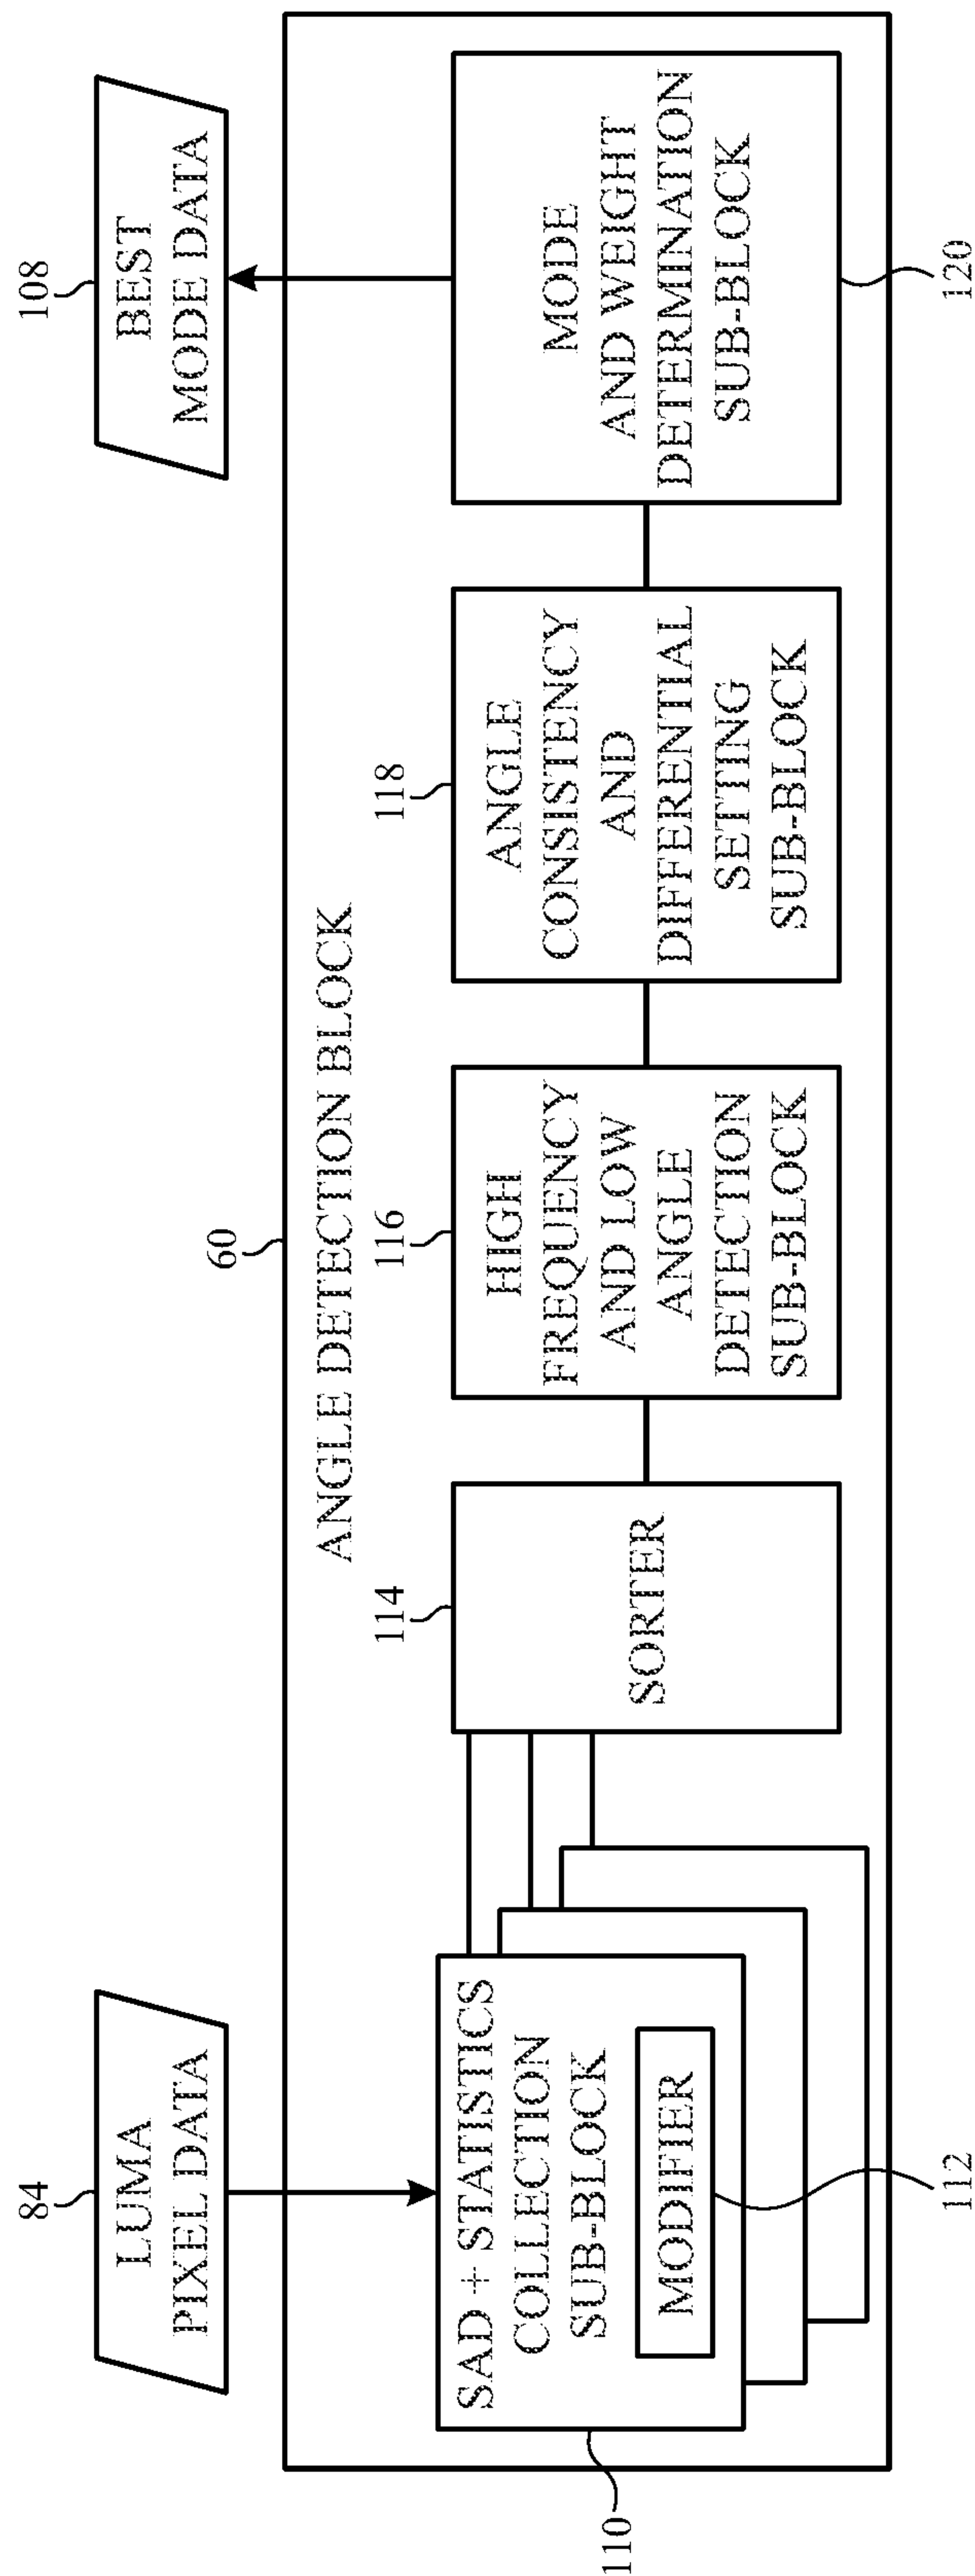 84
LUMA
PIXEL DATA
108
BEST
MODE DATA
60
ANGLE DETECTION BLOCK
110
SAD + STATISTICS
COLLECTION
SUB-BLOCK
MODIFIER
112
114
SORTER
116
HIGH
FREQUENCY
AND LOW
ANGLE
DETECTION
SUB-BLOCK
118
ANGLE
CONSISTENCY
AND
DIFFERENTIAL
SETTING
SUB-BLOCK
MODE
AND WEIGHT
DETERMINATION
SUB-BLOCK
120